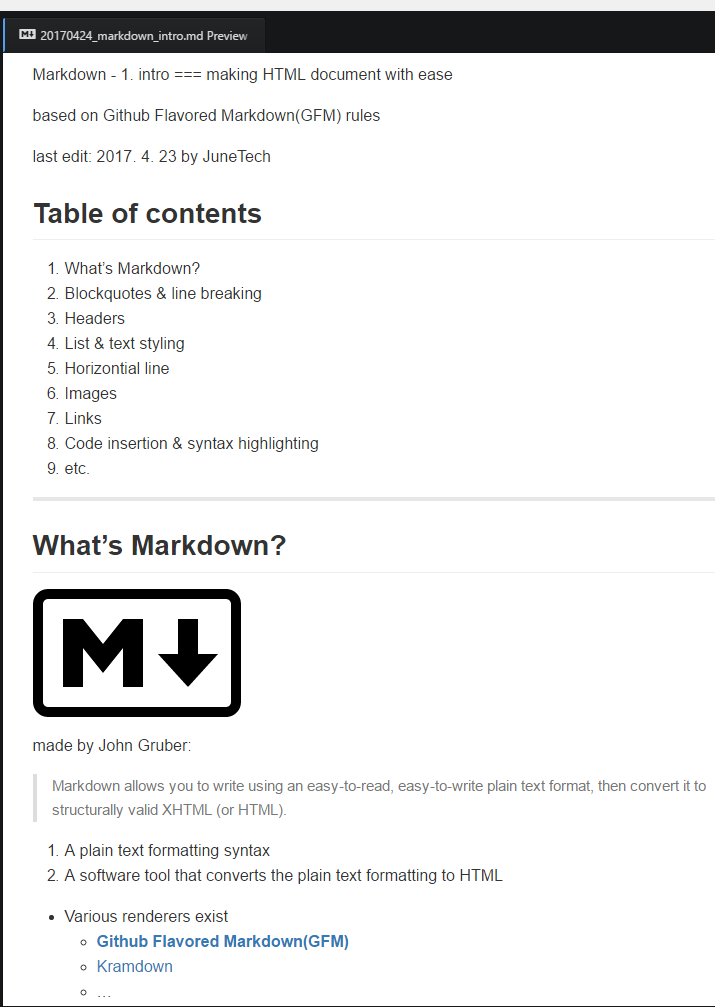 20170424_markdown_intro.md Preview
Markdown - 1. intro === making HTML document with ease
based on Github Flavored Markdown(GFM) rules
last edit: 2017. 4. 23 by JuneTech
Table of contents
1. What’s Markdown?
2. Blockquotes & line breaking
3. Headers
4. List & text styling
5. Horizontial line
6. Images
7. Links
8. Code insertion & syntax highlighting
9. etc.
What’s Markdown?
M
made by John Gruber:
Markdown allows you to write using an easy-to-read, easy-to-write plain text format, then convert it to
structurally valid XHTML (or HTML).
1. A plain text formatting syntax
2. A software tool that converts the plain text formatting to HTML
• Various renderers exist
◦ Github Flavored Markdown(GFM)
◦ Kramdown
◦ …